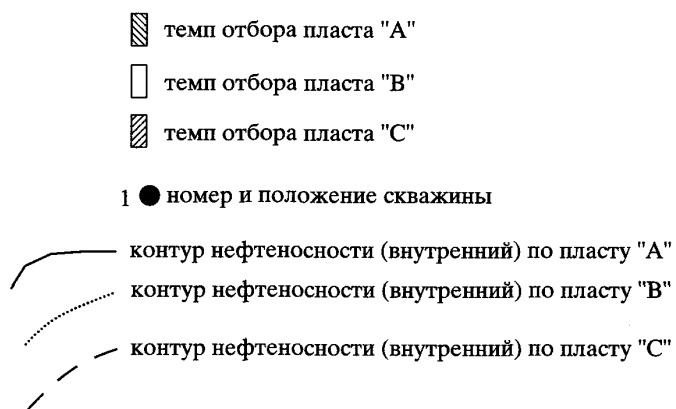 темп отбора пласта "А"
темп отбора пласта "В"
темп отбора пласта "С"
1 номер и положение скважины
контур нефтеносности (внутренний) по пласту "А"
контур нефтеносности (внутренний) по пласту "В"
контур нефтеносности (внутренний) по пласту "С"